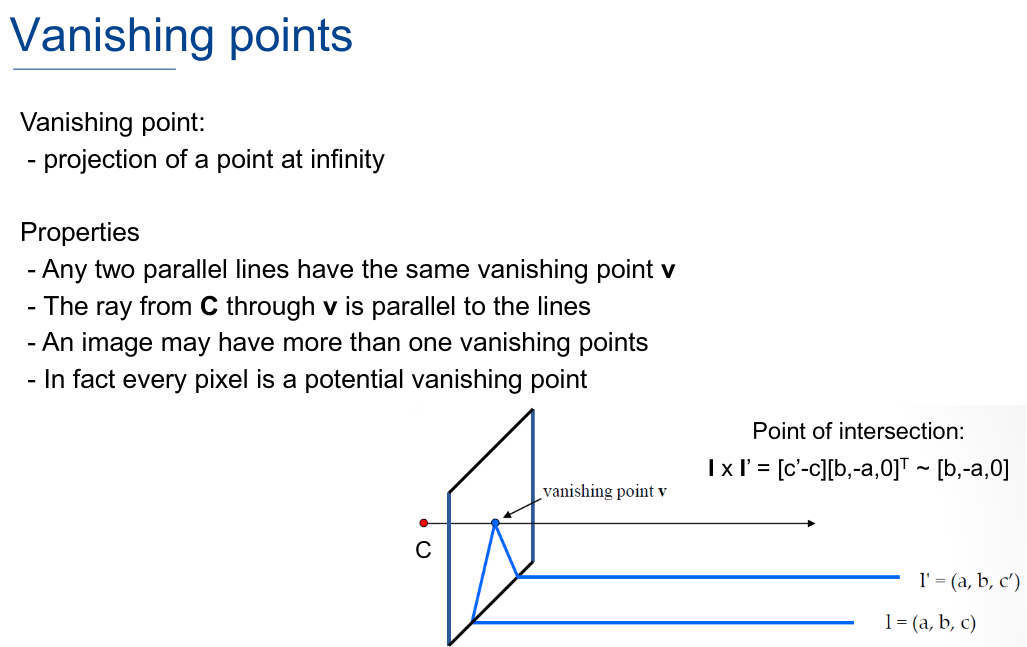 Vanishing points
Vanishing point:
- projection of a point at infinity
Properties
- Any two parallel lines have the same vanishing point v
- The ray from C through v is parallel to the lines
- An image may have more than one vanishing points
- In fact every pixel is a potential vanishing point
Point of intersection:
l x l’ = [c’-c][b,-a,0]ᵀ ~ [b,-a,0]
vanishing point v
C
l' = (a, b, c′)
l = (a, b, c)